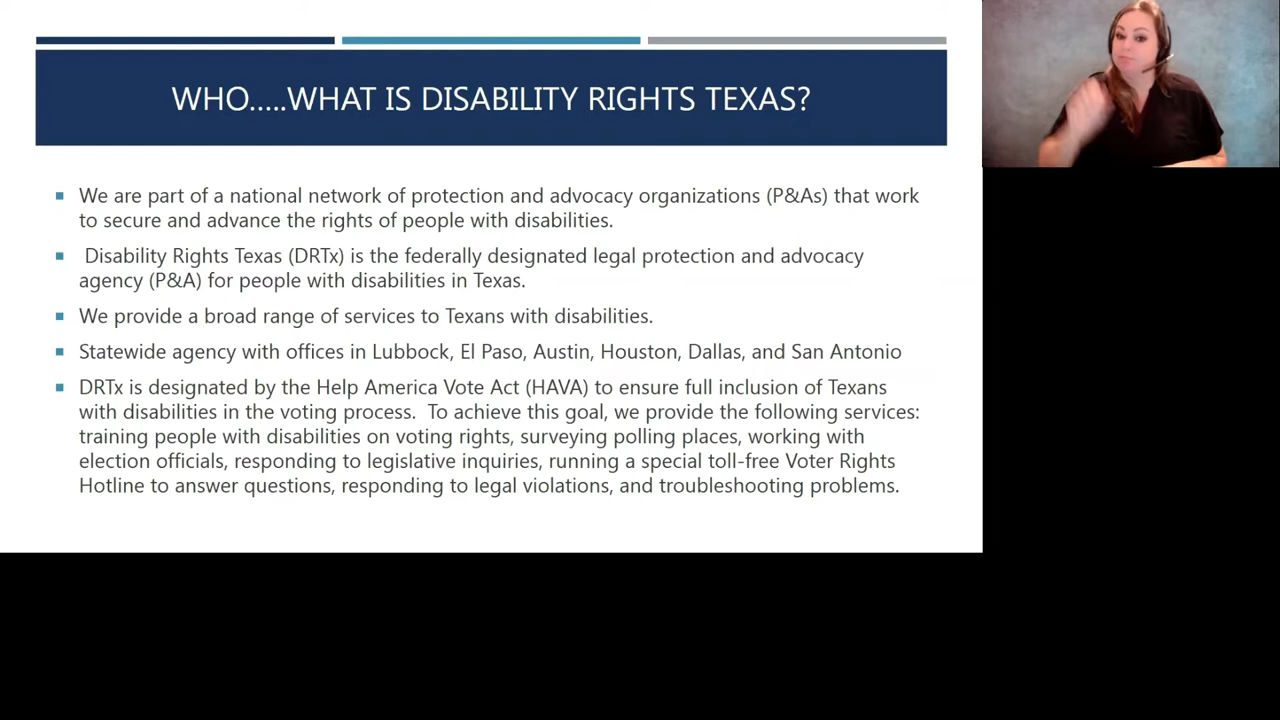 WHO.....WHAT IS DISABILITY RIGHTS TEXAS?
We are part of a national network of protection and advocacy organizations (P&As) that work
to secure and advance the rights of people with disabilities.
Disability Rights Texas (DRTx) is the federally designated legal protection and advocacy
agency (P&A) for people with disabilities in Texas.
We provide a broad range of services to Texans with disabilities.
Statewide agency with offices in Lubbock, El Paso, Austin, Houston, Dallas, and San Antonio
DRTx is designated by the Help America Vote Act (HAVA) to ensure full inclusion of Texans
with disabilities in the voting process.  To achieve this goal, we provide the following services:
training people with disabilities on voting rights, surveying polling places, working with
election officials, responding to legislative inquiries, running a special toll-free Voter Rights
Hotline to answer questions, responding to legal violations, and troubleshooting problems.